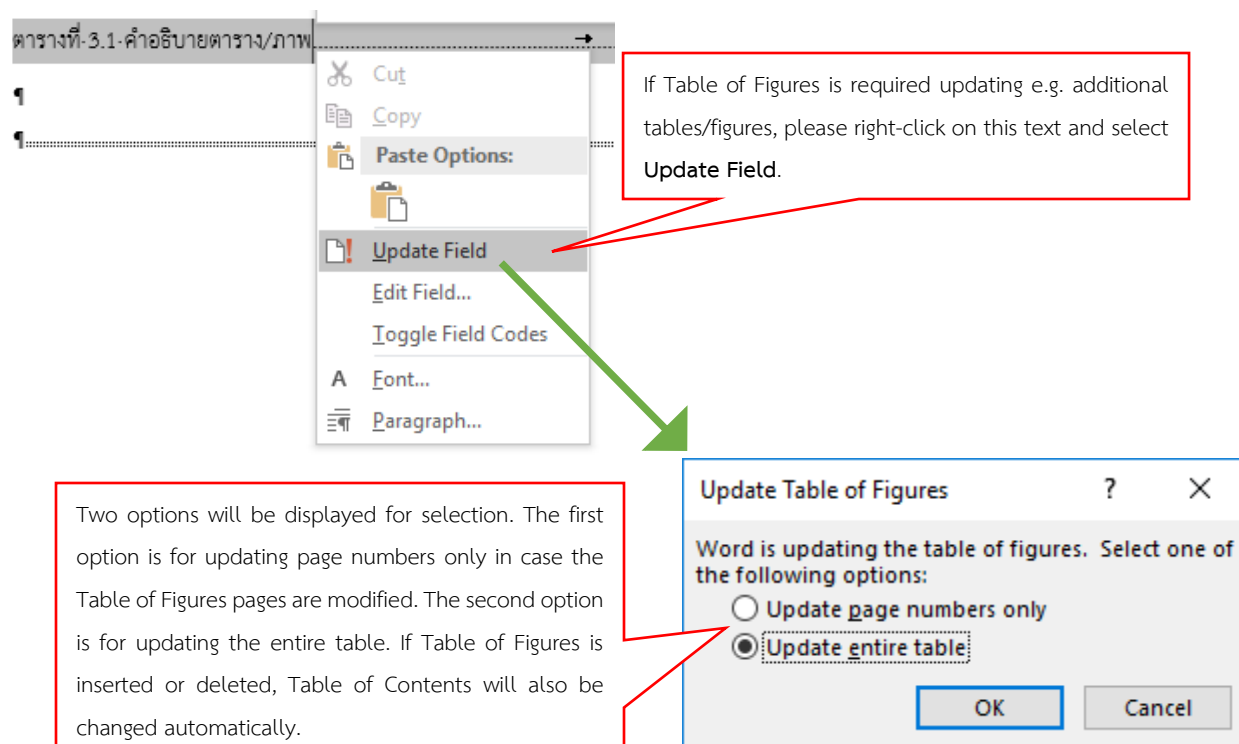 ตารางที่·3.1·คำอธิบายตาราง/ภาพ
¶
¶
Cut
Copy
Paste Options:
Update Field
Edit Field...
Toggle Field Codes
A Font...
Paragraph...
If Table of Figures is required updating e.g. additional
tables/figures, please right-click on this text and select
Update Field.
Two options will be displayed for selection. The first
option is for updating page numbers only in case the
Table of Figures pages are modified. The second option
is for updating the entire table. If Table of Figures is
inserted or deleted, Table of Contents will also be
changed automatically.
Update Table of Figures ? ×
Word is updating the table of figures. Select one of
the following options:
Update page numbers only
Update entire table
OK Cancel